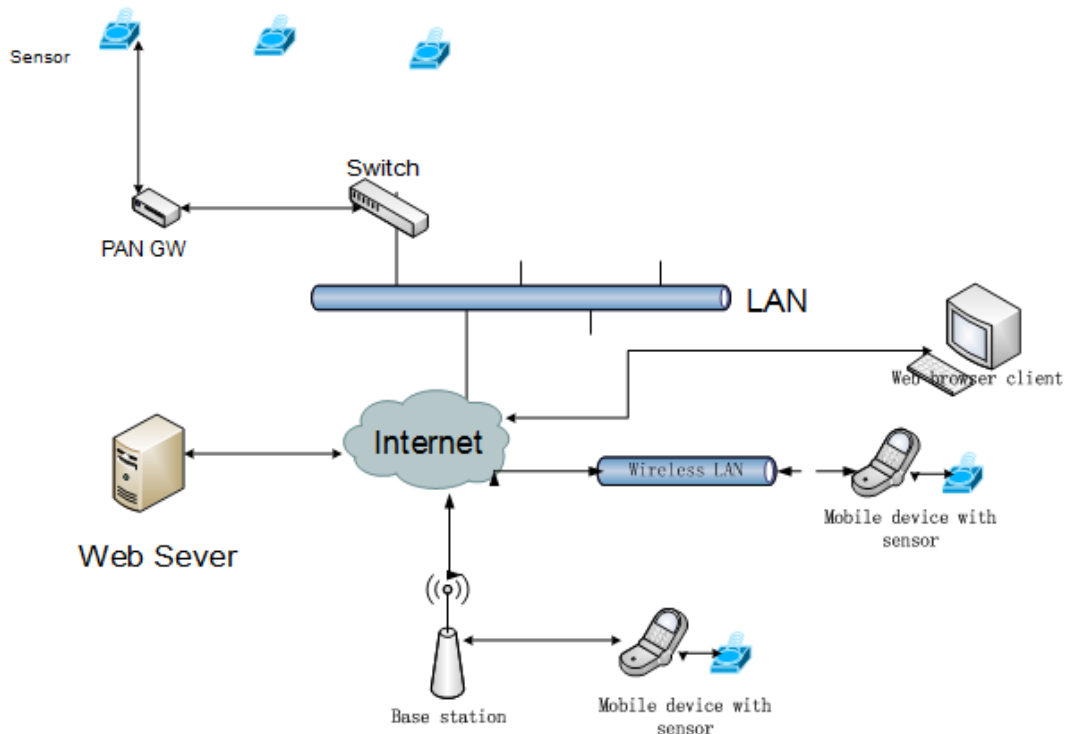 Sensor
Switch
PAN GW
LAN
Web browser client
Internet
Wireless LAN
Mobile device with
sensor
Web Sever
Base station
Mobile device with
sensor